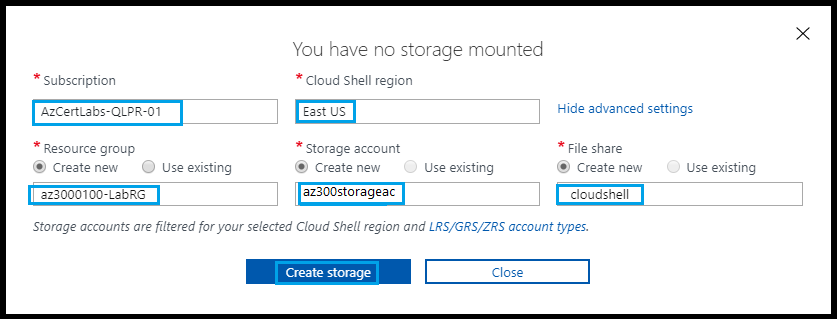 You have no storage mounted
* Subscription
* Cloud Shell region
AzCertLabs-QLPR-01
East US
Hide advanced settings
* Resource group
* Storage account
* File share
Create new Use existing
Create new Use existing
Create new Use existing
az3000100-LabRG
az300storageac
cloudshell
Storage accounts are filtered for your selected Cloud Shell region and LRS/GRS/ZRS account types.
Create storage
Close